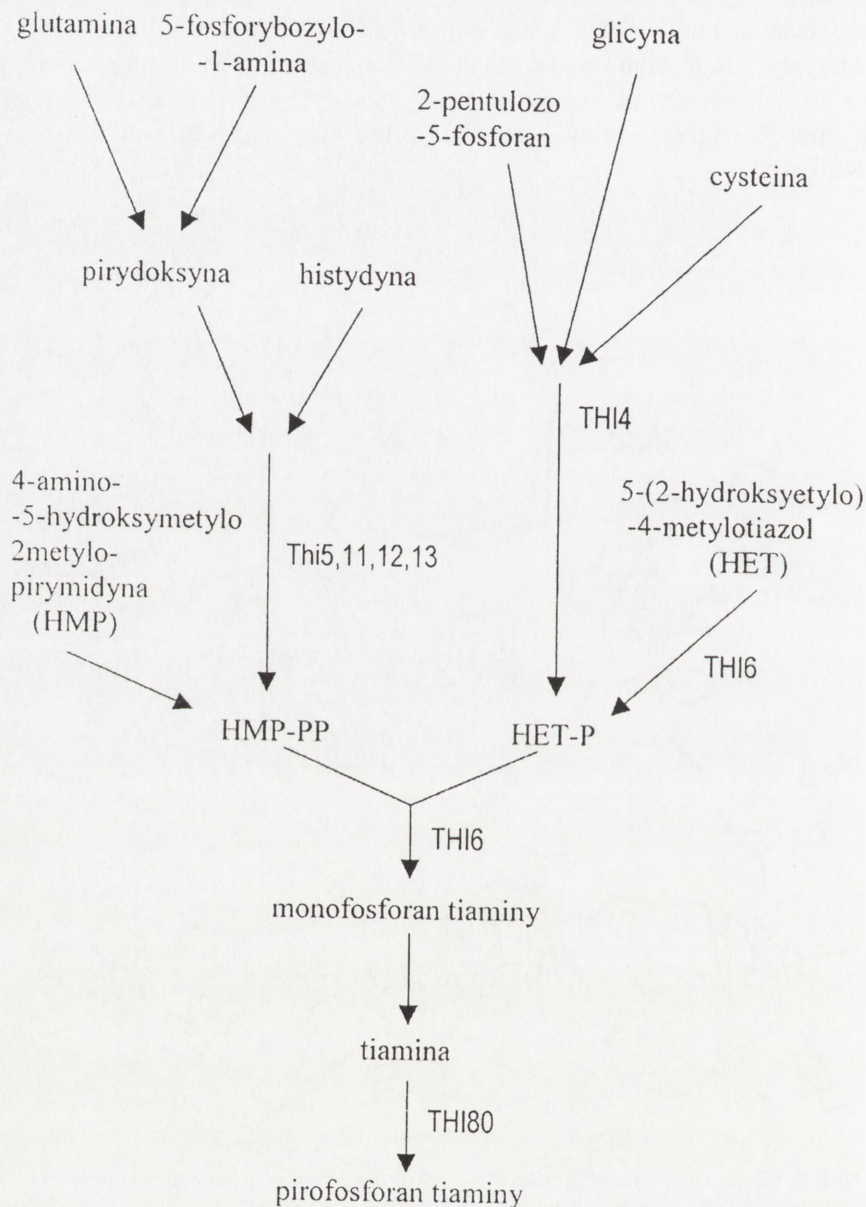 glutamina 5-fosforybozylo-
-1-amina
glicyna
2-pentulozo
-5-fosforan
cysteina
pirydoksyna
histydyna
THI4
4-amino-
-5-hydroksymetylo
2metylo-
pirymidyna
(HMP)
Thi5,11,12,13
5-(2-hydroksyetylo)
-4-metylotiazol
(HET)
THI6
HMP-PP
HET-P
THI6
monofosforan tiaminy
tiamina
THI80
pirofosforan tiaminy